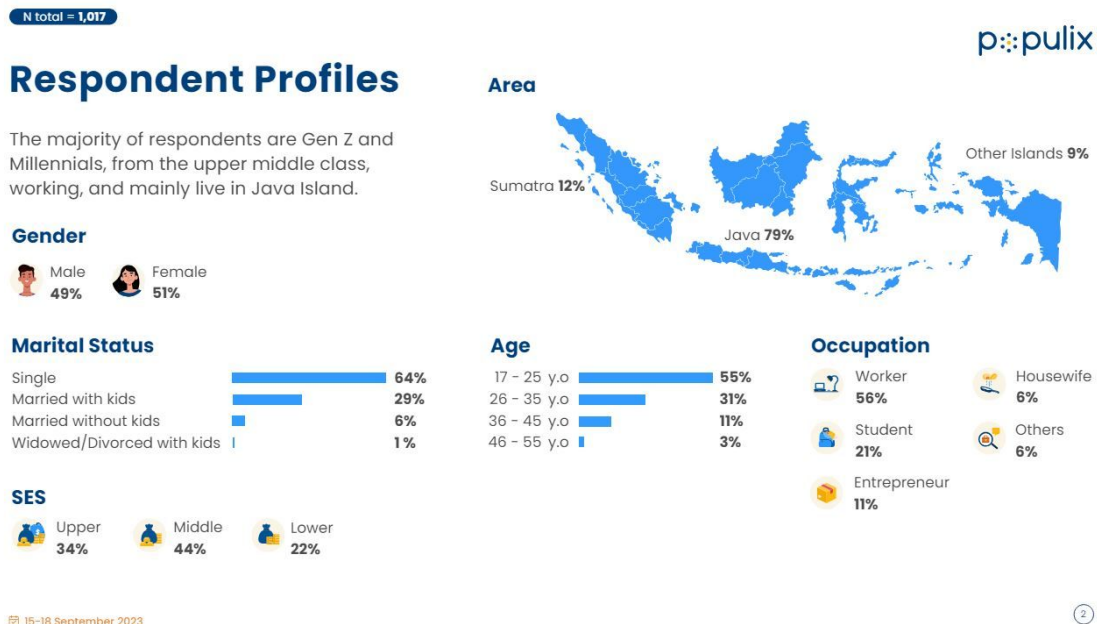 N total = 1,017
populix
Respondent Profiles
The majority of respondents are Gen Z and
Millennials, from the upper middle class,
working, and mainly live in Java Island.
Gender
Male
49%
Female
51%
Area
Sumatra 12%
Java 79%
Other Islands 9%
Marital Status
Single 64%
Married with kids 29%
Married without kids 6%
Widowed/Divorced with kids 1 %
Age
17 - 25 y.o 55%
26 - 35 y.o 31%
36 - 45 y.o 11%
46 - 55 y.o 3%
Occupation
Worker
56%
Housewife
6%
Student
21%
Others
6%
Entrepreneur
11%
SES
Upper
34%
Middle
44%
Lower
22%
15-18 September 2023
2